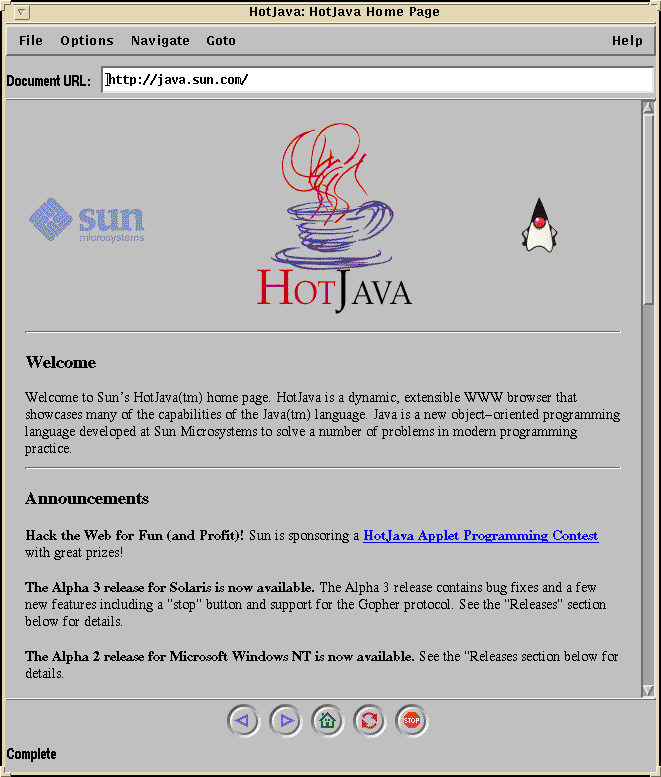 HotJava: HotJava Home Page
File Options Navigate Goto Help
Document URL: http://java.sun.com/
sun
microsystems
HOTJAVA
Welcome
Welcome to Sun's HotJava(tm) home page. HotJava is a dynamic, extensible WWW browser that
showcases many of the capabilities of the Java(tm) language. Java is a new object-oriented programming
language developed at Sun Microsystems to solve a number of problems in modern programming
practice.
Announcements
Hack the Web for Fun (and Profit)! Sun is sponsoring a HotJava Applet Programming Contest
with great prizes!
The Alpha 3 release for Solaris is now available. The Alpha 3 release contains bug fixes and a few
new features including a "stop" button and support for the Gopher protocol. See the "Releases" section
below for details.
The Alpha 2 release for Microsoft Windows NT is now available. See the "Releases section below for
details.
STOP
Complete